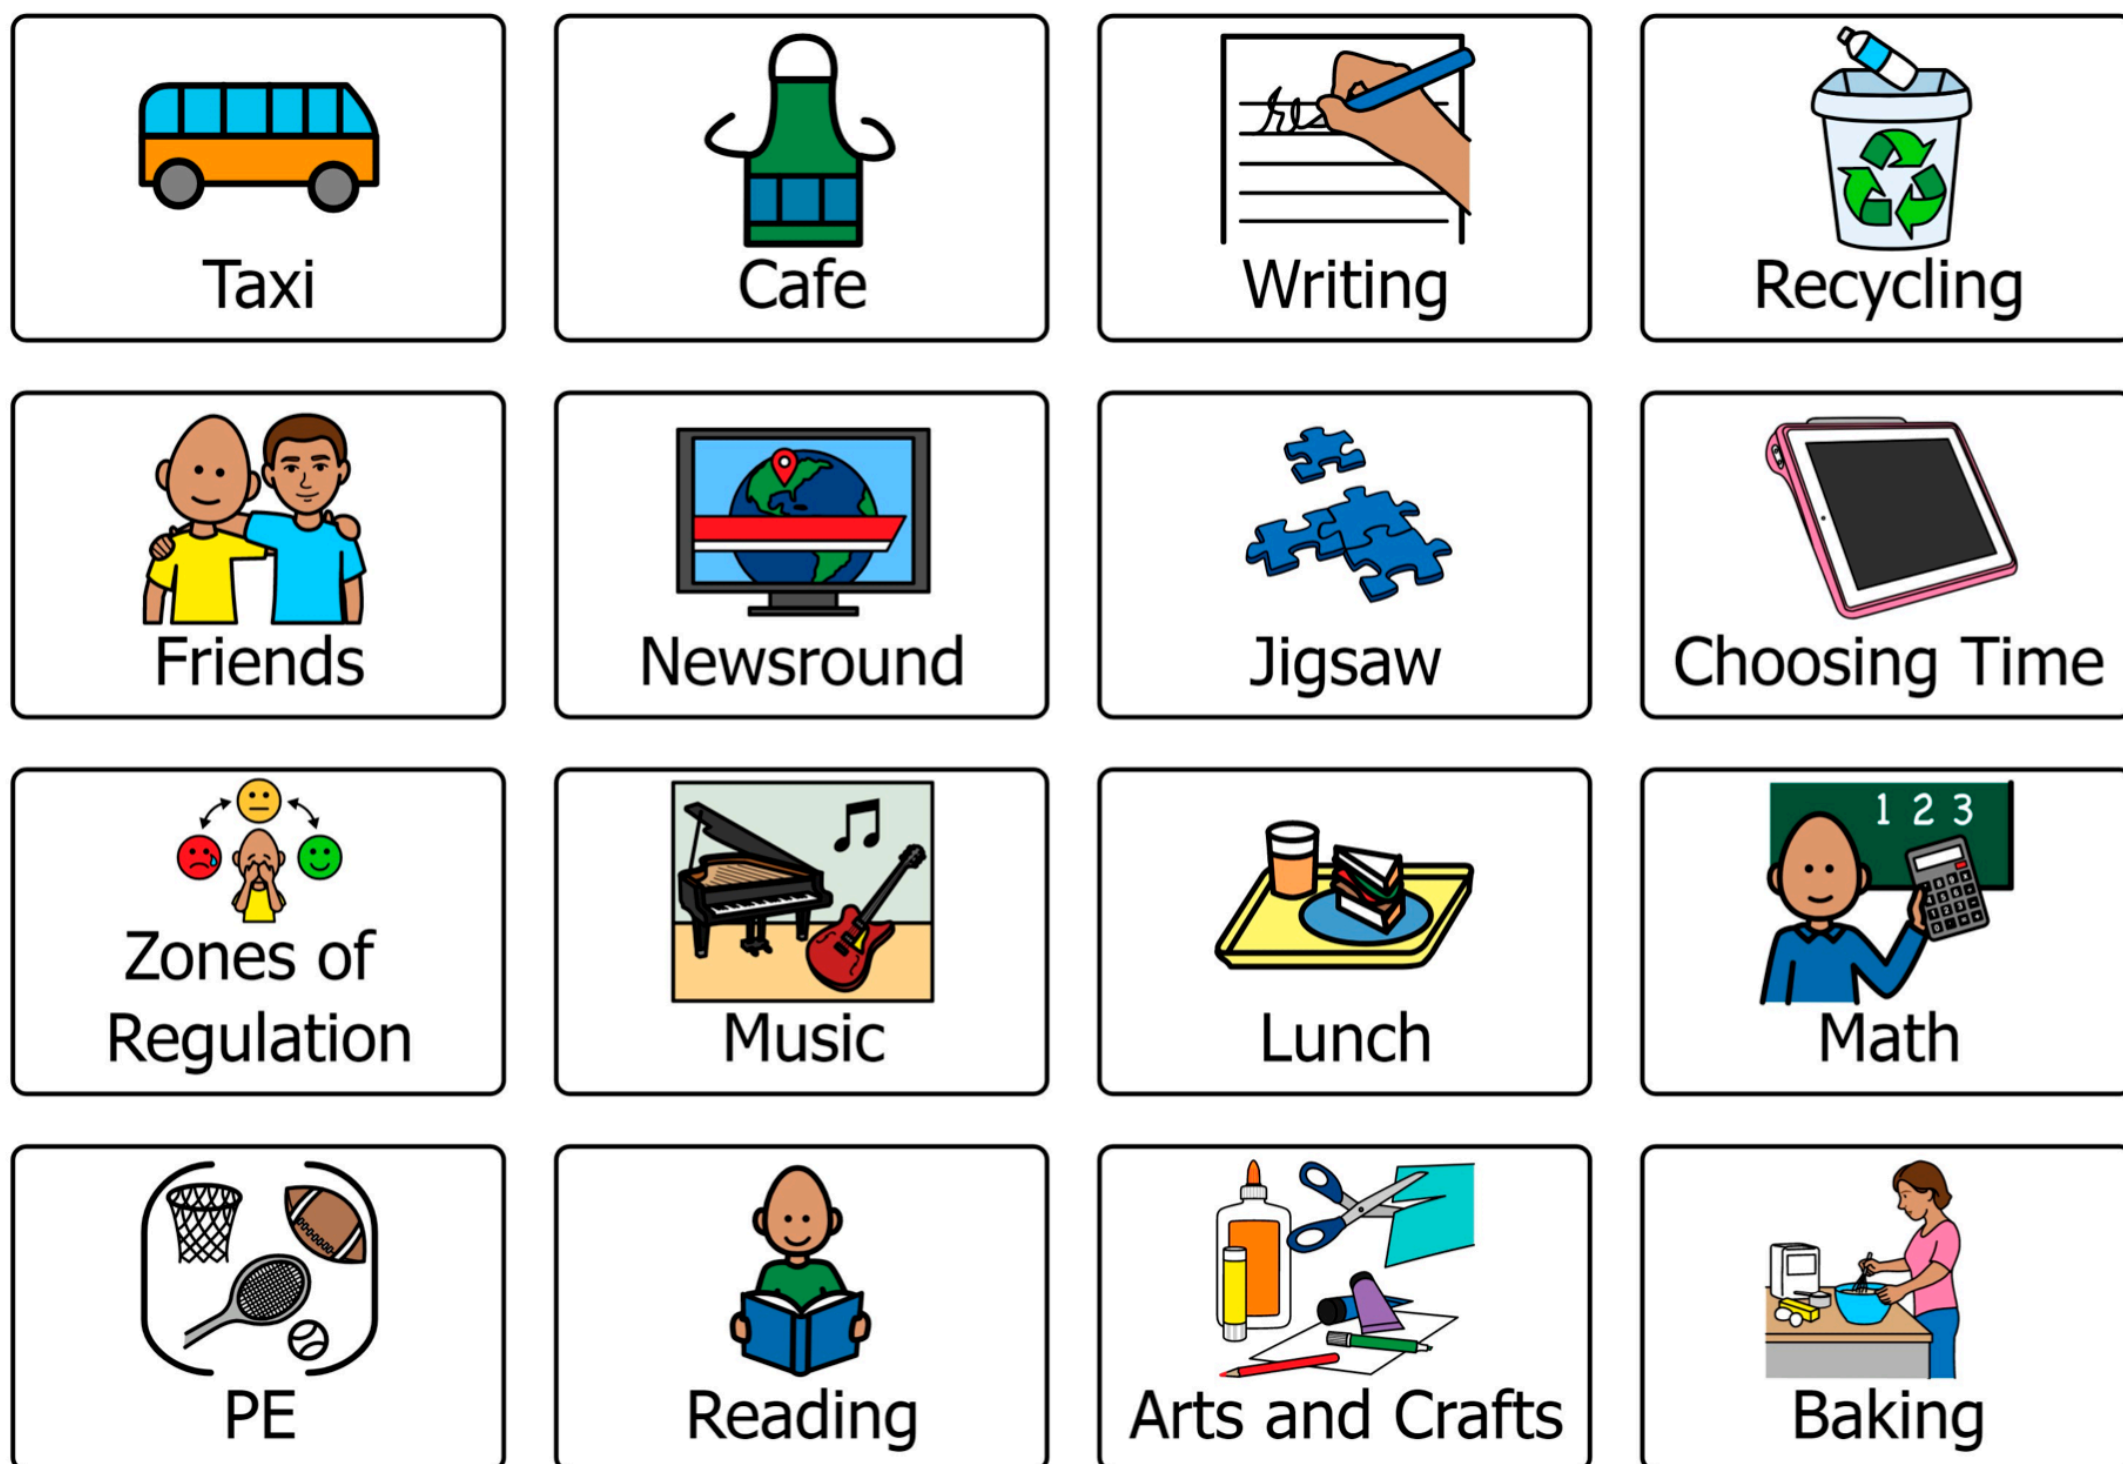 Taxi
Cafe
Writing
Recycling
Friends
Newsround
Jigsaw
Choosing Time
Zones of
Regulation
Music
Lunch
1 2 3
Math
PE
Reading
Arts and Crafts
Baking